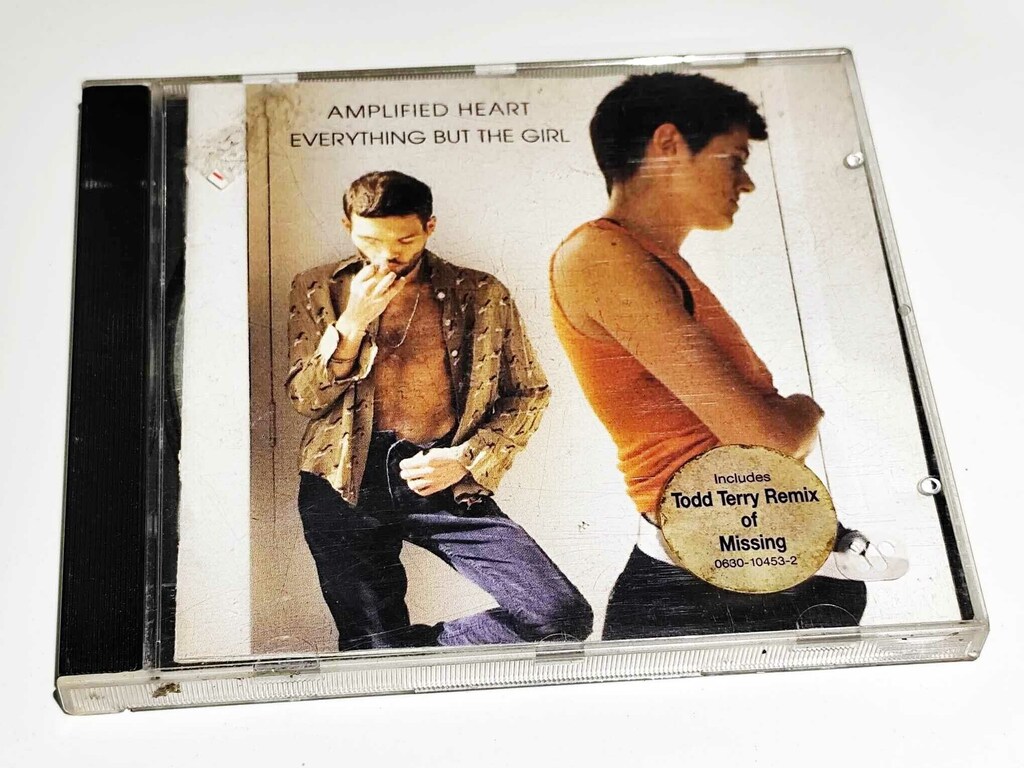 AMPLIFIED HEART
EVERYTHING BUT THE GIRL
Includes
Todd Terry Remix
of
Missing
0630-10453-2